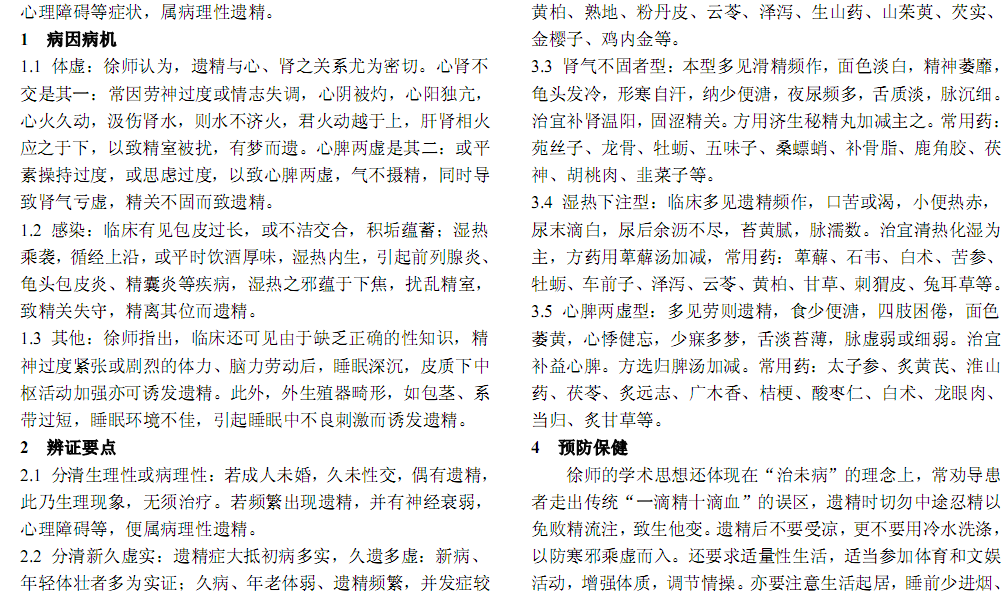 心理障碍等症状，属病理性遗精。
1 病因病机
1.1 体虚：徐师认为，遗精与心、肾之关系尤为密切。心肾不
交是其一：常因劳神过度或情志失调，心阴被灼，心阳独亢，
心火久动，汲伤肾水，则水不济火，君火动越于上，肝肾相火
应之于下，以致精室被扰，有梦而遗。心脾两虚是其二：或平
素操持过度，或思虑过度，以致心脾两虚，气不摄精，同时导
致肾气亏虚，精关不固而致遗精。
1.2 感染：临床有见包皮过长，或不洁交合，积垢蕴蓄；湿热
乘袭，循经上沿，或平时饮酒厚味，湿热内生，引起前列腺炎、
龟头包皮炎、精囊炎等疾病，湿热之邪蕴于下焦，扰乱精室，
致精关失守，精离其位而遗精。
1.3 其他：徐师指出，临床还可见由于缺乏正确的性知识，精
神过度紧张或剧烈的体力、脑力劳动后，睡眠深沉，皮质下中
枢活动加强亦可诱发遗精。此外，外生殖器畸形，如包茎、系
带过短，睡眠环境不佳，引起睡眠中不良刺激而诱发遗精。
2 辨证要点
2.1 分清生理性或病理性：若成人未婚，久未性交，偶有遗精，
此乃生理现象，无须治疗。若频繁出现遗精，并有神经衰弱，
心理障碍等，便属病理性遗精。
2.2 分清新久虚实：遗精症大抵初病多实，久遗多虚：新病、
年轻体壮者多为实证；久病、年老体弱、遗精频繁，并发症较
黄柏、熟地、粉丹皮、云苓、泽泻、生山药、山茱萸、芡实、
金樱子、鸡内金等。
3.3 肾气不固者型：本型多见滑精频作，面色淡白，精神萎靡，
龟头发冷，形寒自汗，纳少便溏，夜尿频多，舌质淡，脉沉细。
治宜补肾温阳，固涩精关。方用济生秘精丸加减主之。常用药：
菀丝子、龙骨、牡蛎、五味子、桑螵蛸、补骨脂、鹿角胶、茯
神、胡桃肉、韭菜子等。
3.4 湿热下注型：临床多见遗精频作，口苦或渴，小便热赤，
尿末滴白，尿后余沥不尽，苔黄腻，脉濡数。治宜清热化湿为
主，方药用萆薢汤加减，常用药：萆薢、石韦、白术、苦参、
牡蛎、车前子、泽泻、云苓、黄柏、甘草、刺猬皮、兔耳草等。
3.5 心脾两虚型：多见劳则遗精，食少便溏，四肢困倦，面色
萎黄，心悸健忘，少寐多梦，舌淡苔薄，脉虚弱或细弱。治宜
补益心脾。方选归脾汤加减。常用药：太子参、炙黄芪、淮山
药、茯苓、炙远志、广木香、桔梗、酸枣仁、白术、龙眼肉、
当归、炙甘草等。
4 预防保健
徐师的学术思想还体现在“治未病”的理念上，常劝导患
者走出传统“一滴精十滴血”的误区，遗精时切勿中途忍精以
免败精流注，致生他变。遗精后不要受凉，更不要用冷水洗涤，
以防寒邪乘虚而入。还要求适量性生活，适当参加体育和文娱
活动，增强体质，调节情操。亦要注意生活起居，睡前少进烟、